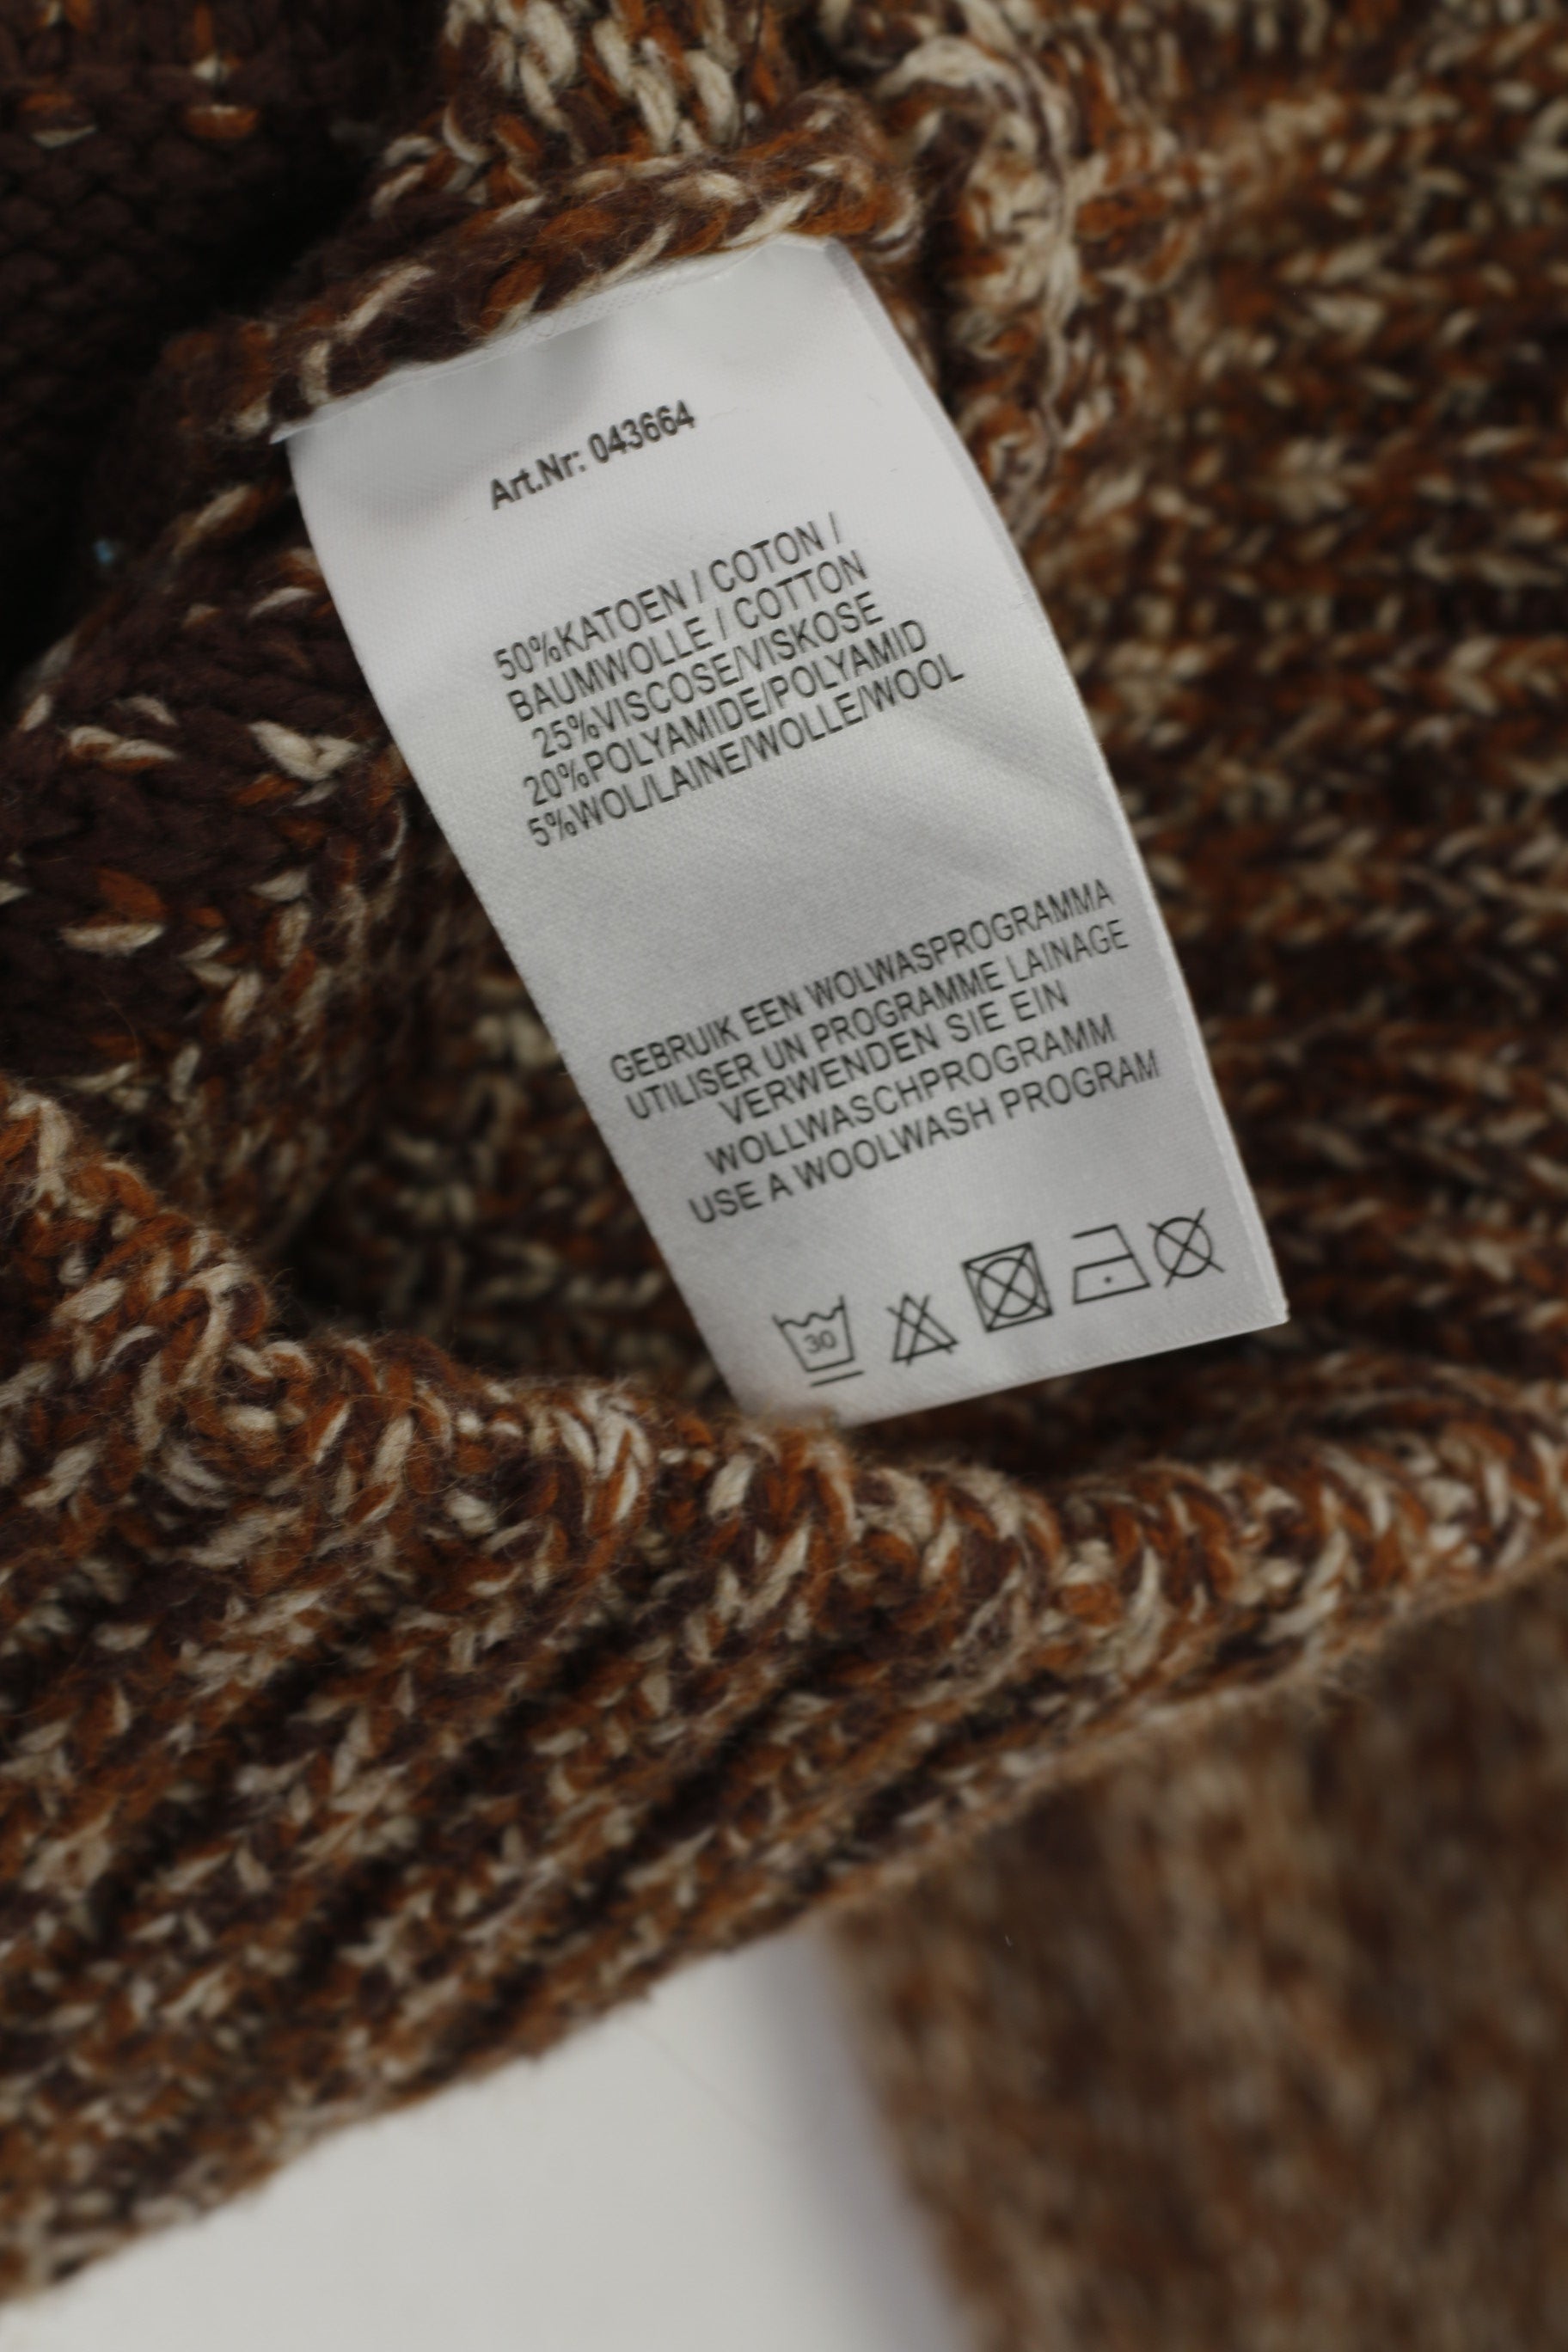 Art.Nr: 043664
50%KATOEN / COTON /
BAUMWOLLE / COTTON
25%VISCOSE/VISKOSE
20%POLYAMIDE/POLYAMID
5%WOL/LAINE/WOLLE/WOOL
GEBRUIK EEN WOLWASPROGRAMMA
UTILISER UN PROGRAMME LAINAGE
VERWENDEN SIE EIN
WOLLWASCHPROGRAMM
USE A WOOLWASH PROGRAM
30